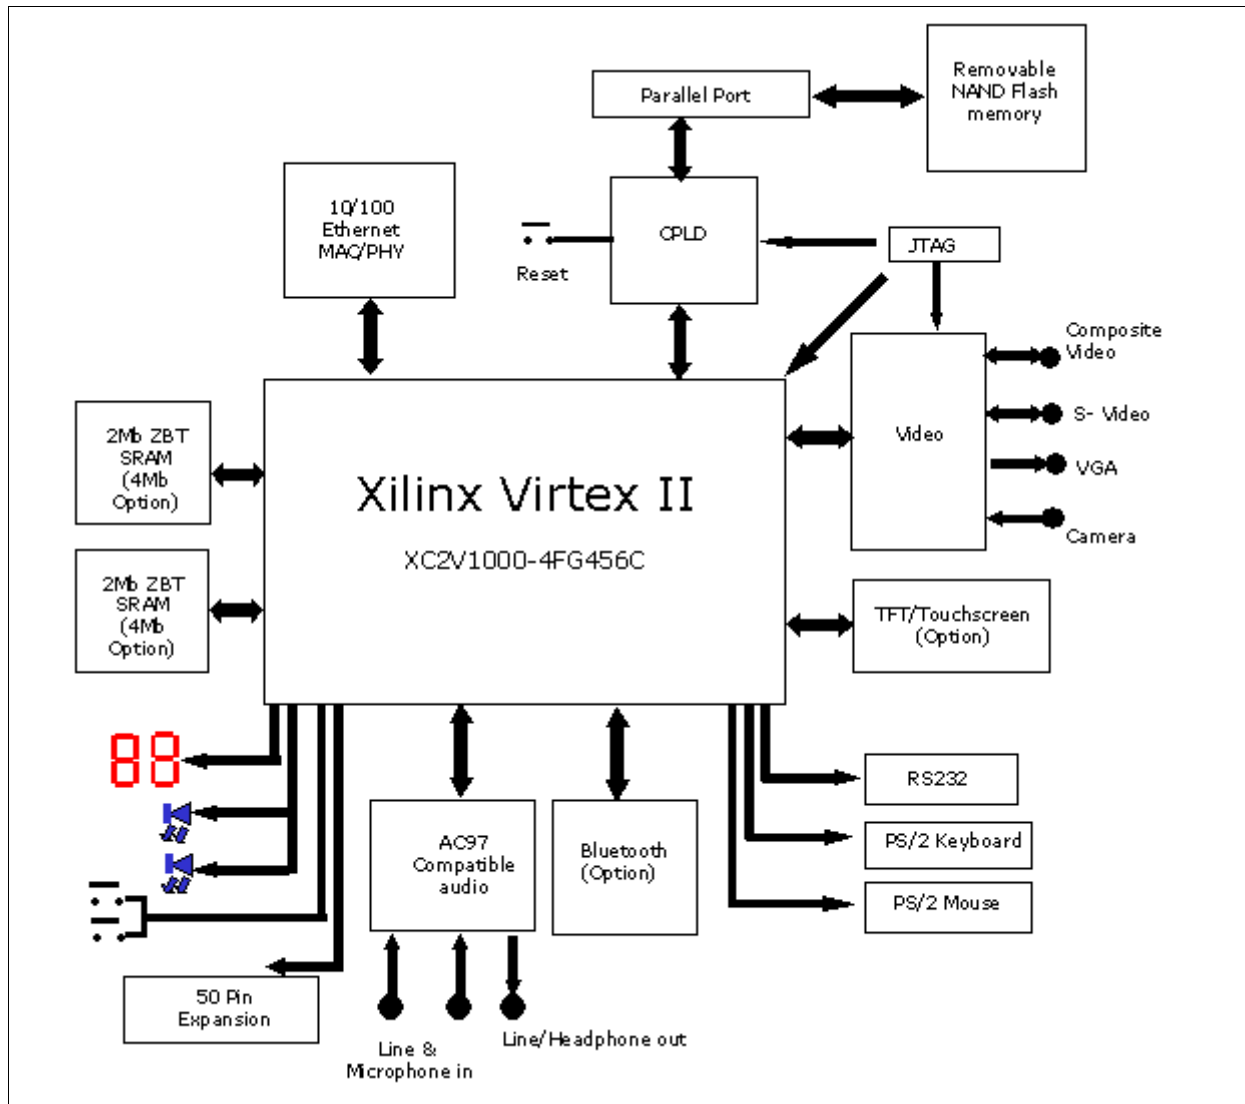 Removable
NAND Flash
memory
Parallel Port
10/100
Ethernet
MAC/PHY
CPLD
Reset
JTAG
Composite
Video
S- Video
VGA
Camera
Video
2Mb ZBT
SRAM
(4Mb
Option)
Xilinx Virtex II
XC2V1000-4FG456C
2Mb ZBT
SRAM
(4Mb
Option)
TFT/Touchscreen
(Option)
88
RS232
PS/2 Keyboard
PS/2 Mouse
AC97
Compatible
audio
Bluetooth
(Option)
50 Pin
Expansion
Line &
Microphone in
Line/Headphone out